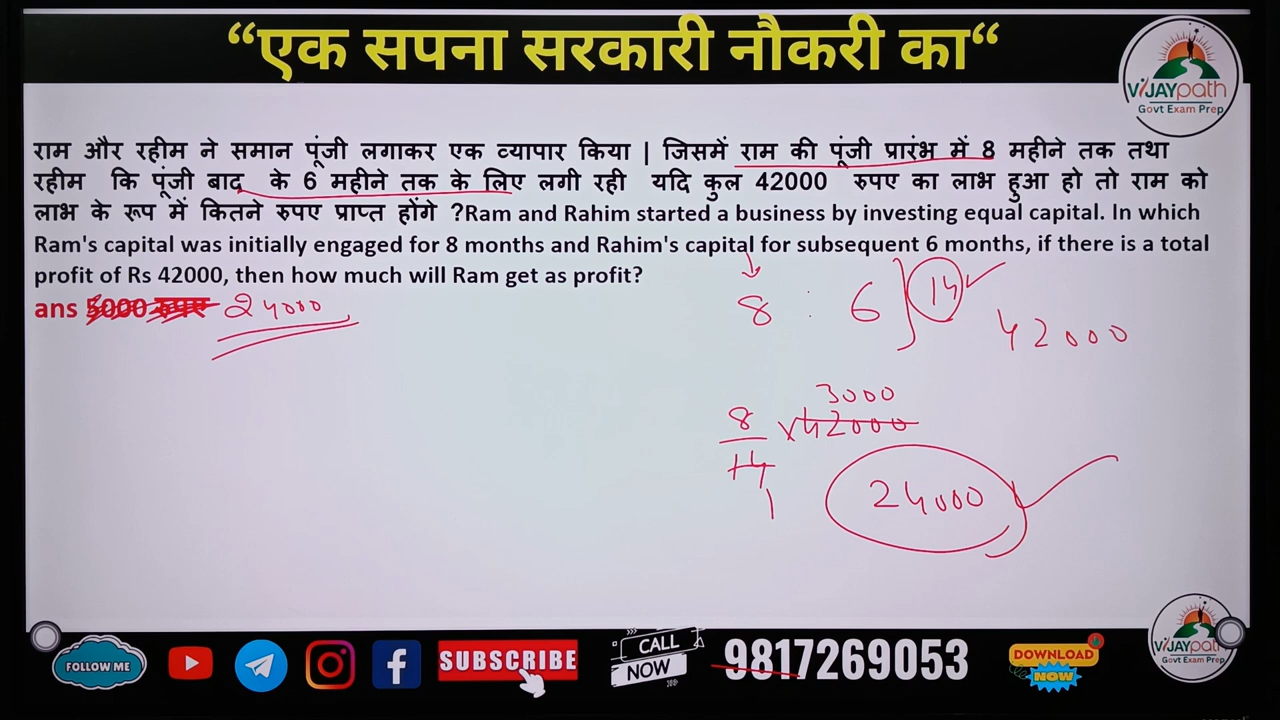 “एक सपना सरकारी नौकरी का“
VIJAYpath
Govt Exam Prep
राम और रहीम ने समान पूंजी लगाकर एक व्यापार किया | जिसमें राम की पूंजी प्रारंभ में 8 महीने तक तथा
रहीम कि पूंजी बाद के 6 महीने तक के लिए लगी रही यदि कुल 42000 रुपए का लाभ हुआ हो तो राम को
लाभ के रूप में कितने रुपए प्राप्त होंगे ?Ram and Rahim started a business by investing equal capital. In which
Ram's capital was initially engaged for 8 months and Rahim's capital for subsequent 6 months, if there is a total
profit of Rs 42000, then how much will Ram get as profit?
ans 5000 रुपए 24000
8 : 6 14
42000
3000
8 x 42000
14
1
24000
FOLLOW ME
SUBSCRIBE
CALL
NOW
9817269053
DOWNLOAD
NOW
VIJAYpath
Govt Exam Prep